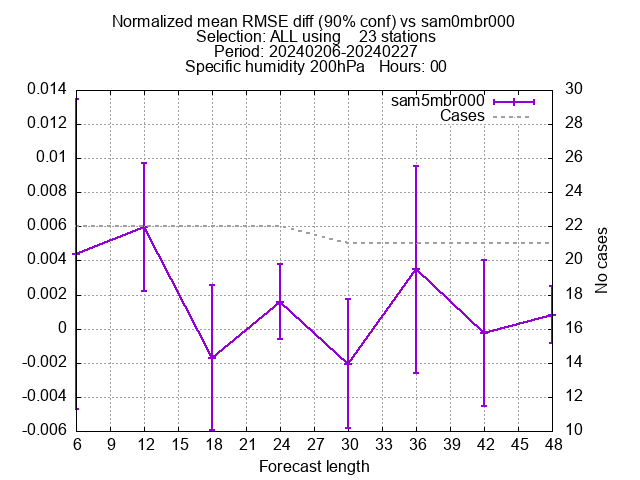 Normalized mean RMSE diff (90% conf) vs sam0mbr000
Selection: ALL using    23 stations
Period: 20240206-20240227
Specific humidity 200hPa   Hours: 00
sam5mbr000
Cases
0.014
0.012
0.01
0.008
0.006
0.004
0.002
0
-0.002
-0.004
-0.006
30
28
26
24
22
20
18
16
14
12
10
No cases
6 9 12 15 18 21 24 27 30 33 36 39 42 45 48
Forecast length